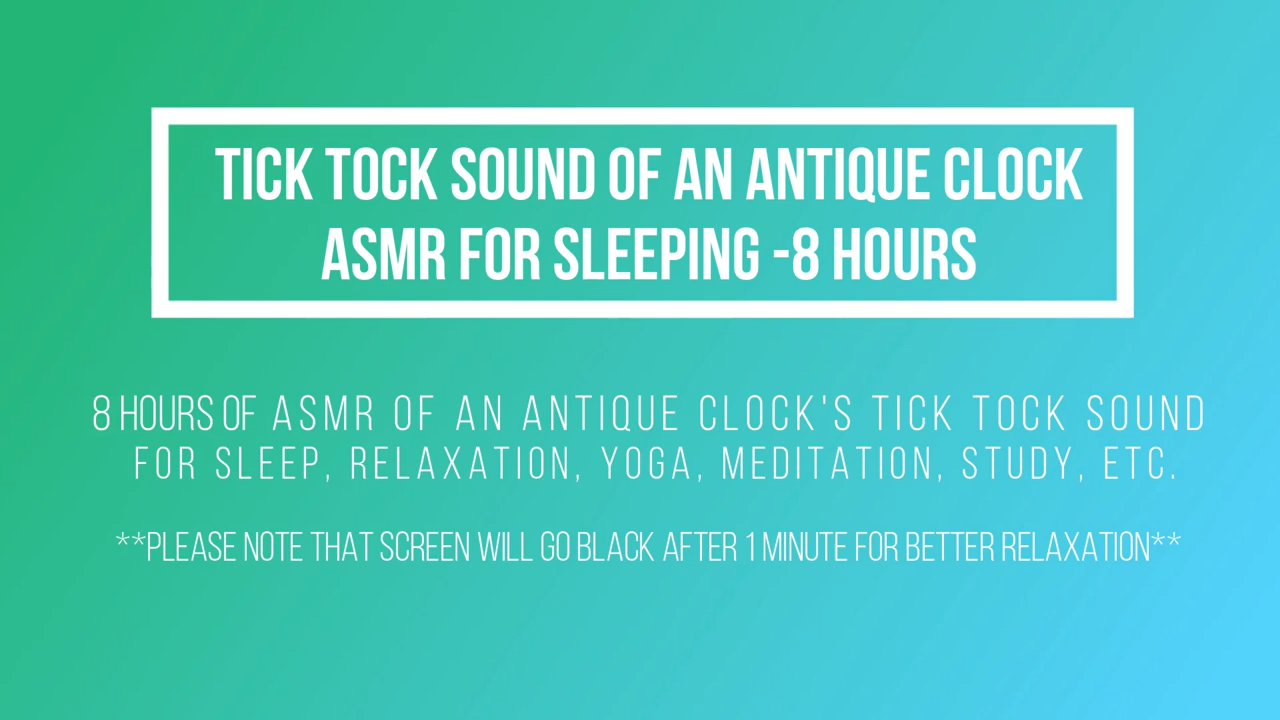 TICK TOCK SOUND OF AN ANTIQUE CLOCK
ASMR FOR SLEEPING -8 HOURS
8 HOURS OF ASMR OF AN ANTIQUE CLOCK'S TICK TOCK SOUND
FOR SLEEP, RELAXATION, YOGA, MEDITATION, STUDY, ETC.
**PLEASE NOTE THAT SCREEN WILL GO BLACK AFTER 1 MINUTE FOR BETTER RELAXATION**